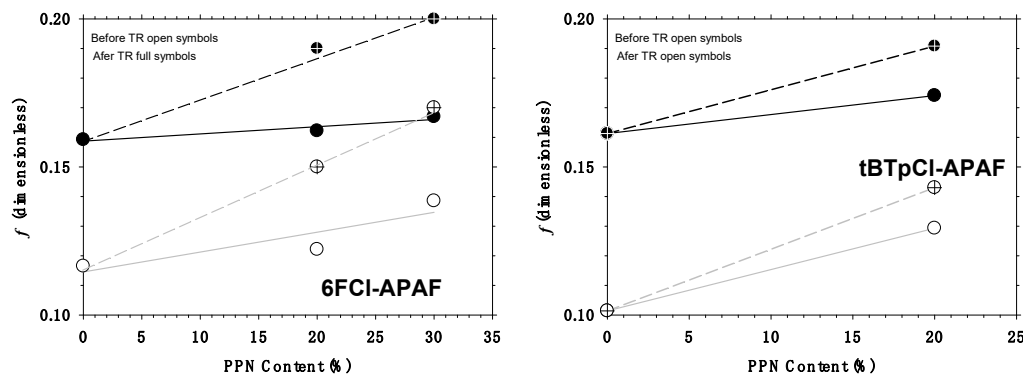 0.20
Before TR open symbols
Afer TR full symbols
0.15
f (dimensionless)
6FCl-APAF
0.10
0 5 10 15 20 25 30 35
PPN Content (%)
0.20
Before TR open symbols
Afer TR open symbols
0.15
f (dimensionless)
tBTpCl-APAF
0.10
0 5 10 15 20 25
PPN Content (%)